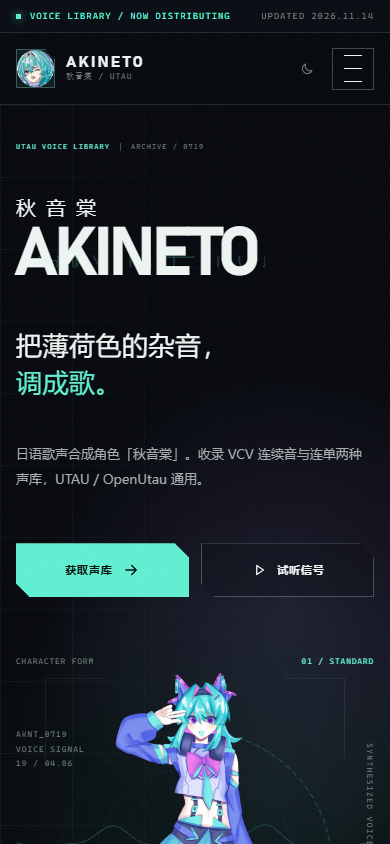 VOICE LIBRARY / NOW DISTRIBUTING
UPDATED 2026.11.14
AKINETO
秋音棠 / UTAU
UTAU VOICE LIBRARY | ARCHIVE / 0719
秋音棠
AKINETO
把薄荷色的杂音，
调成歌。
日语歌声合成角色「秋音棠」。收录 VCV 连续音与连单两种
声库，UTAU / OpenUtau 通用。
获取声库
试听信号
CHARACTER FORM
01 / STANDARD
AKNT_0719
VOICE SIGNAL
19 / 04.06
SYNTHESIZED VOICE